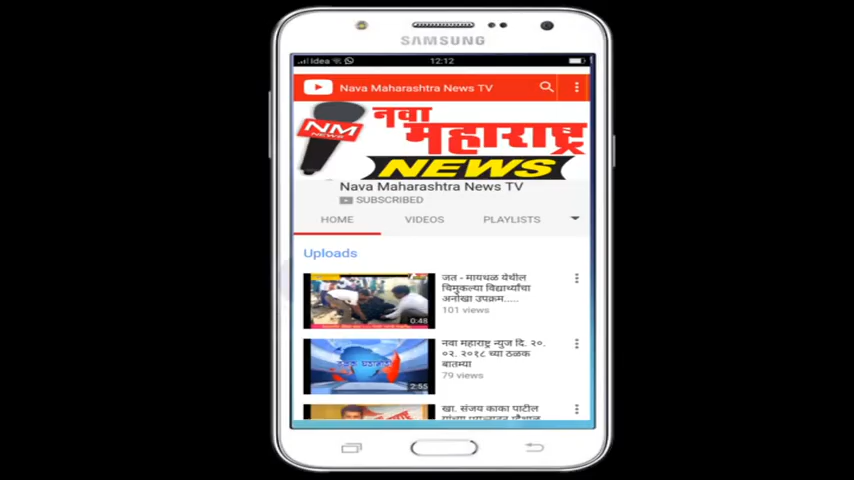 SAMSUNG
Idea 12:12
Nava Maharashtra News TV
NM
NEWS
नवा
महाराष्ट्र
NEWS
Nava Maharashtra News TV
SUBSCRIBED
HOME VIDEOS PLAYLISTS
Uploads
जत - मायथळ येथील
चिमुकल्या विद्यार्थ्यांचा
अनोखा उपक्रम.....
101 views
0:48
नवा महाराष्ट्र न्युज दि. २०.
०२. २०१८ च्या ठळक
बातम्या
79 views
2:55
खा. संजय काका पाटील